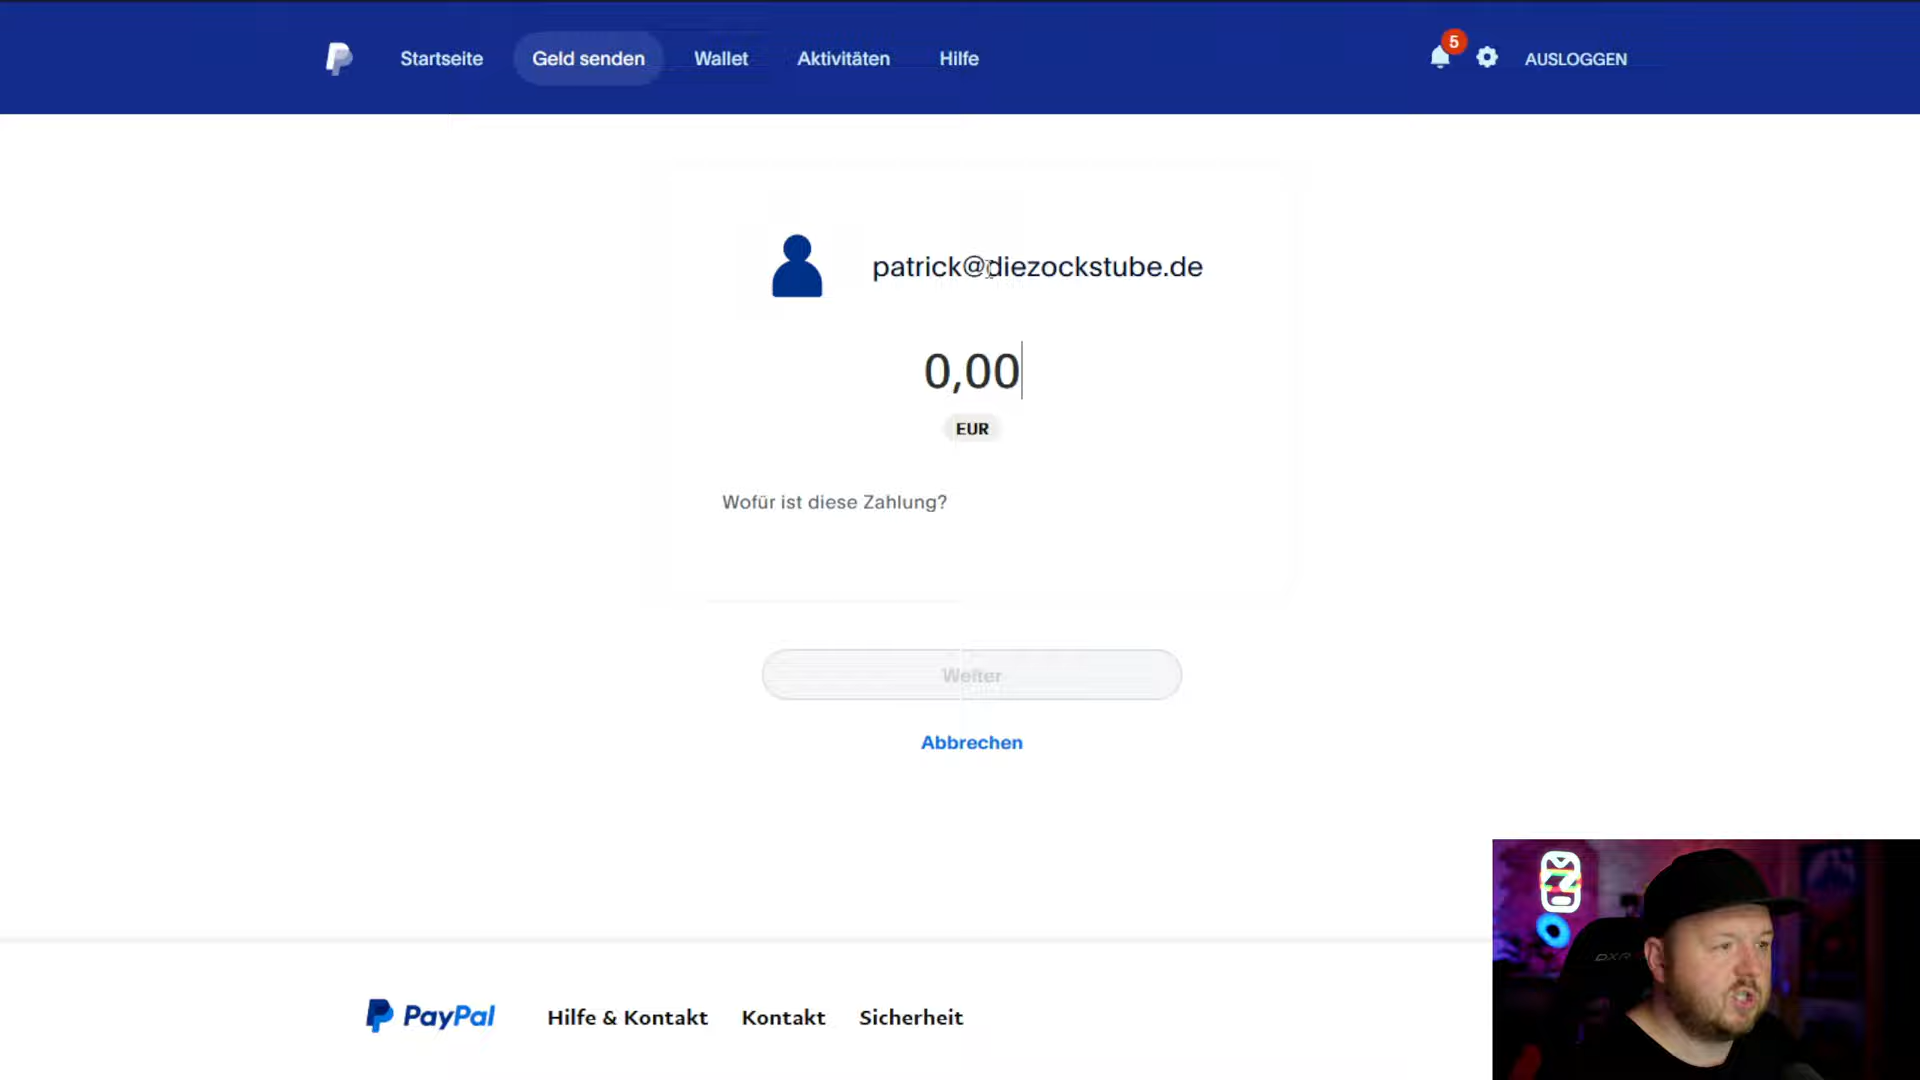 Startseite Geld senden Wallet Aktivitäten Hilfe 5 AUSLOGGEN
patrick@diezockstube.de
0,00
EUR
Wofür ist diese Zahlung?
Weiter
Abbrechen
PayPal Hilfe & Kontakt Kontakt Sicherheit
DXR